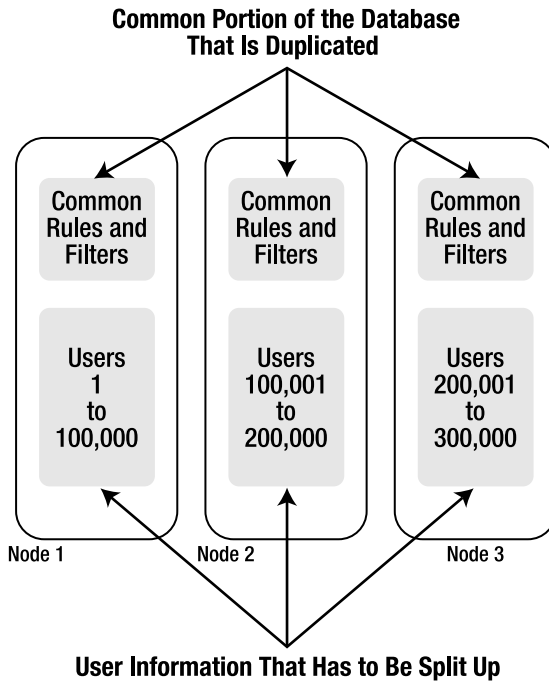 Common Portion of the Database
That Is Duplicated
Common
Rules and
Filters
Common
Rules and
Filters
Common
Rules and
Filters
Users
1
to
100,000
Users
100,001
to
200,000
Users
200,001
to
300,000
Node 1
Node 2
Node 3
User Information That Has to Be Split Up